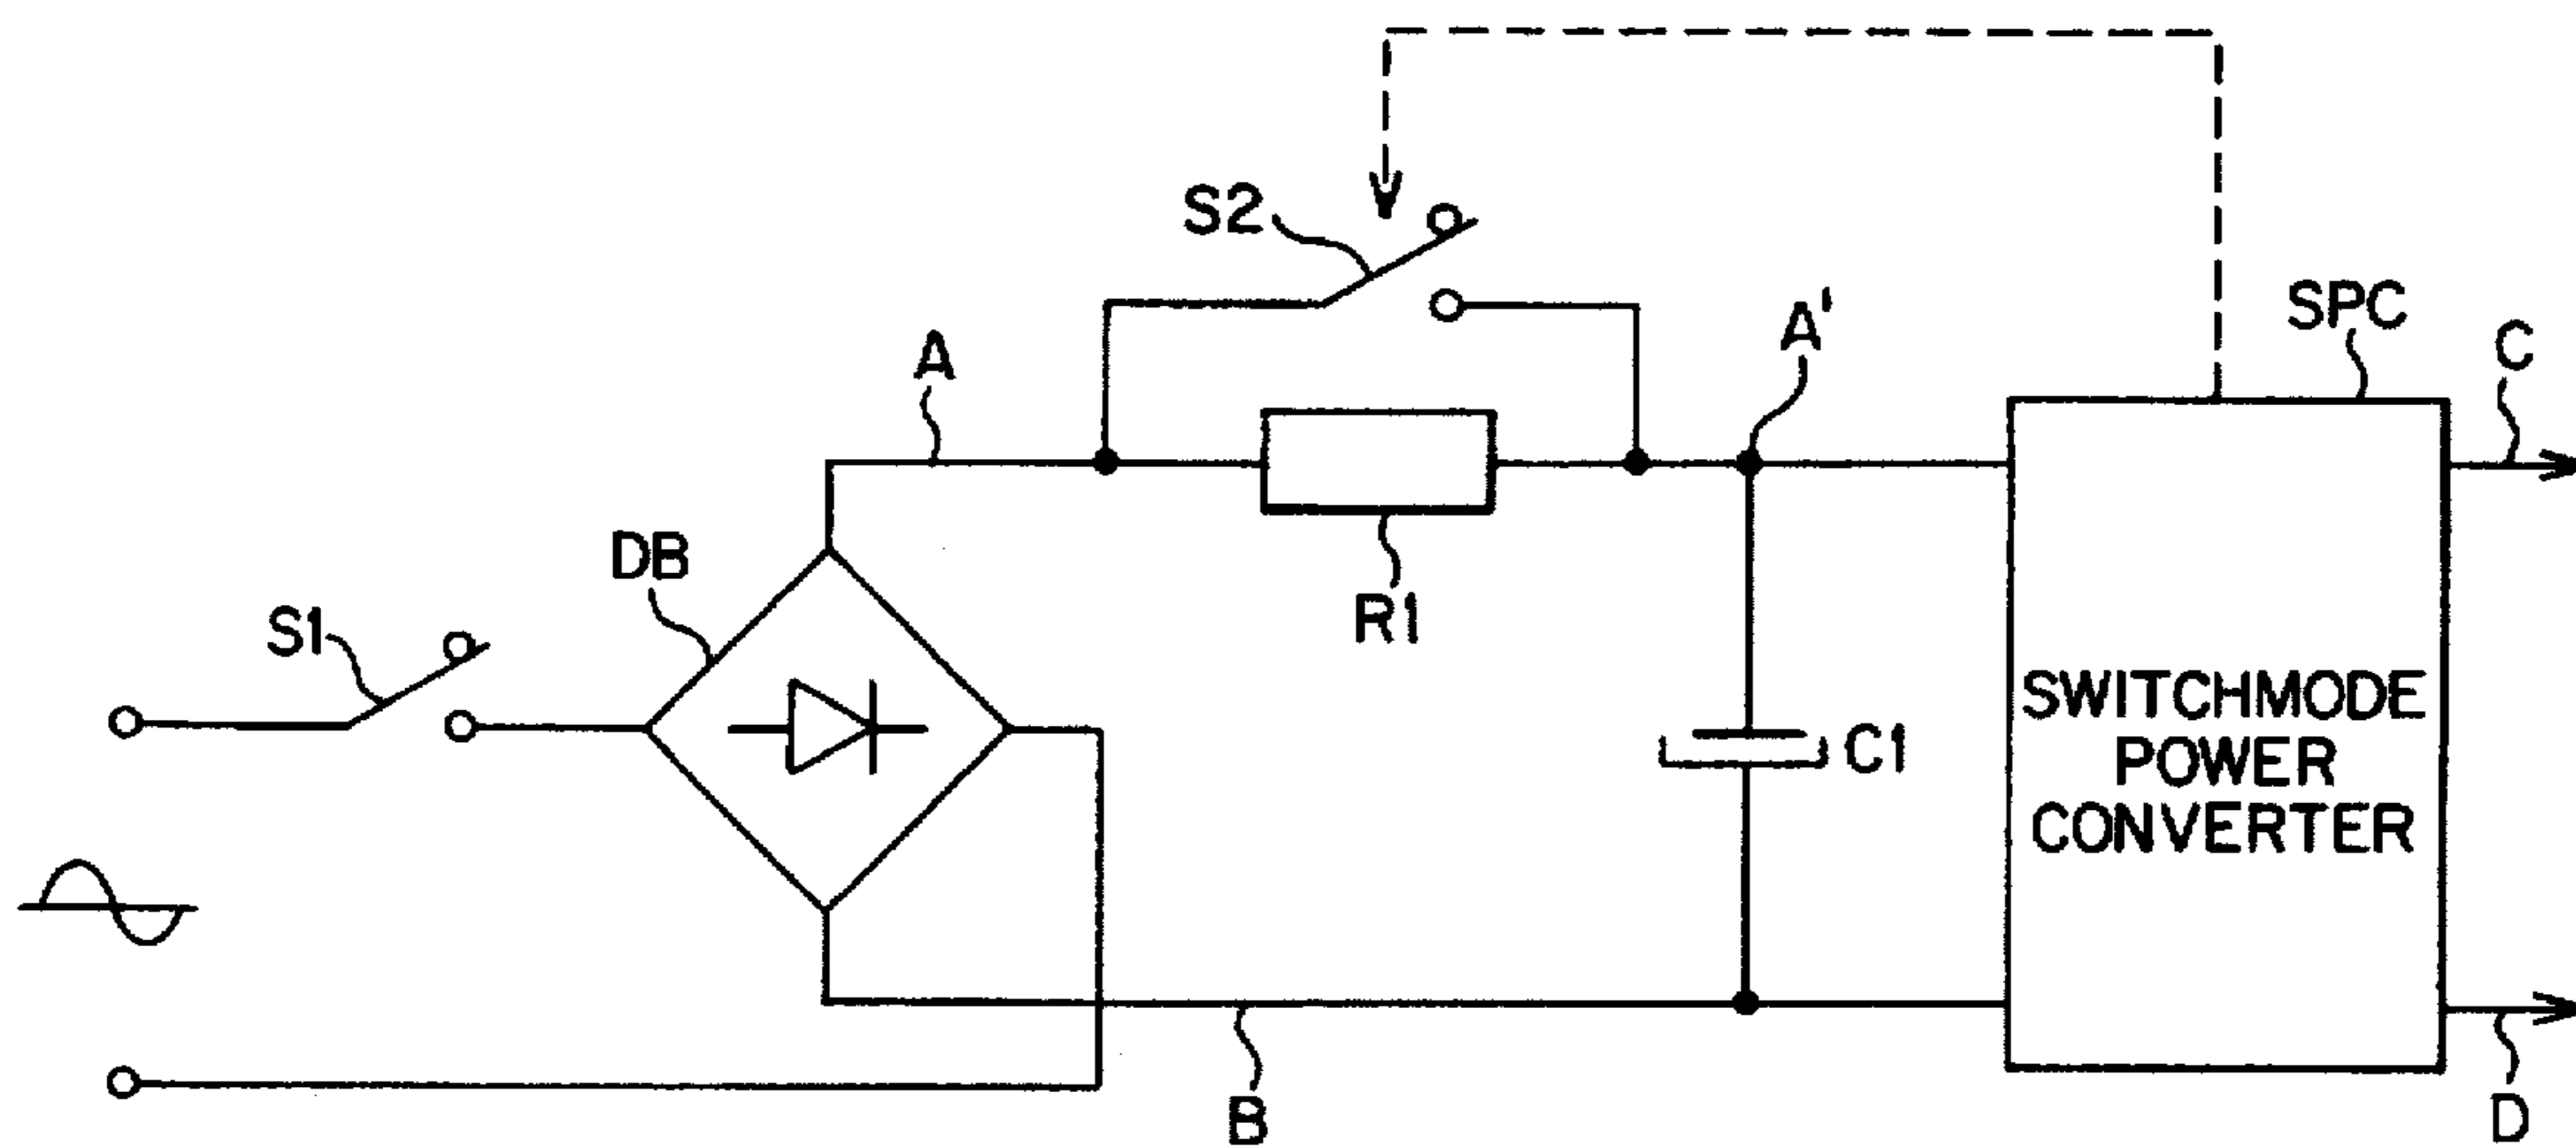 S2
SPC
A'
C
A
DB
S1
R1
C1
SWITCHMODE
POWER
CONVERTER
B
D